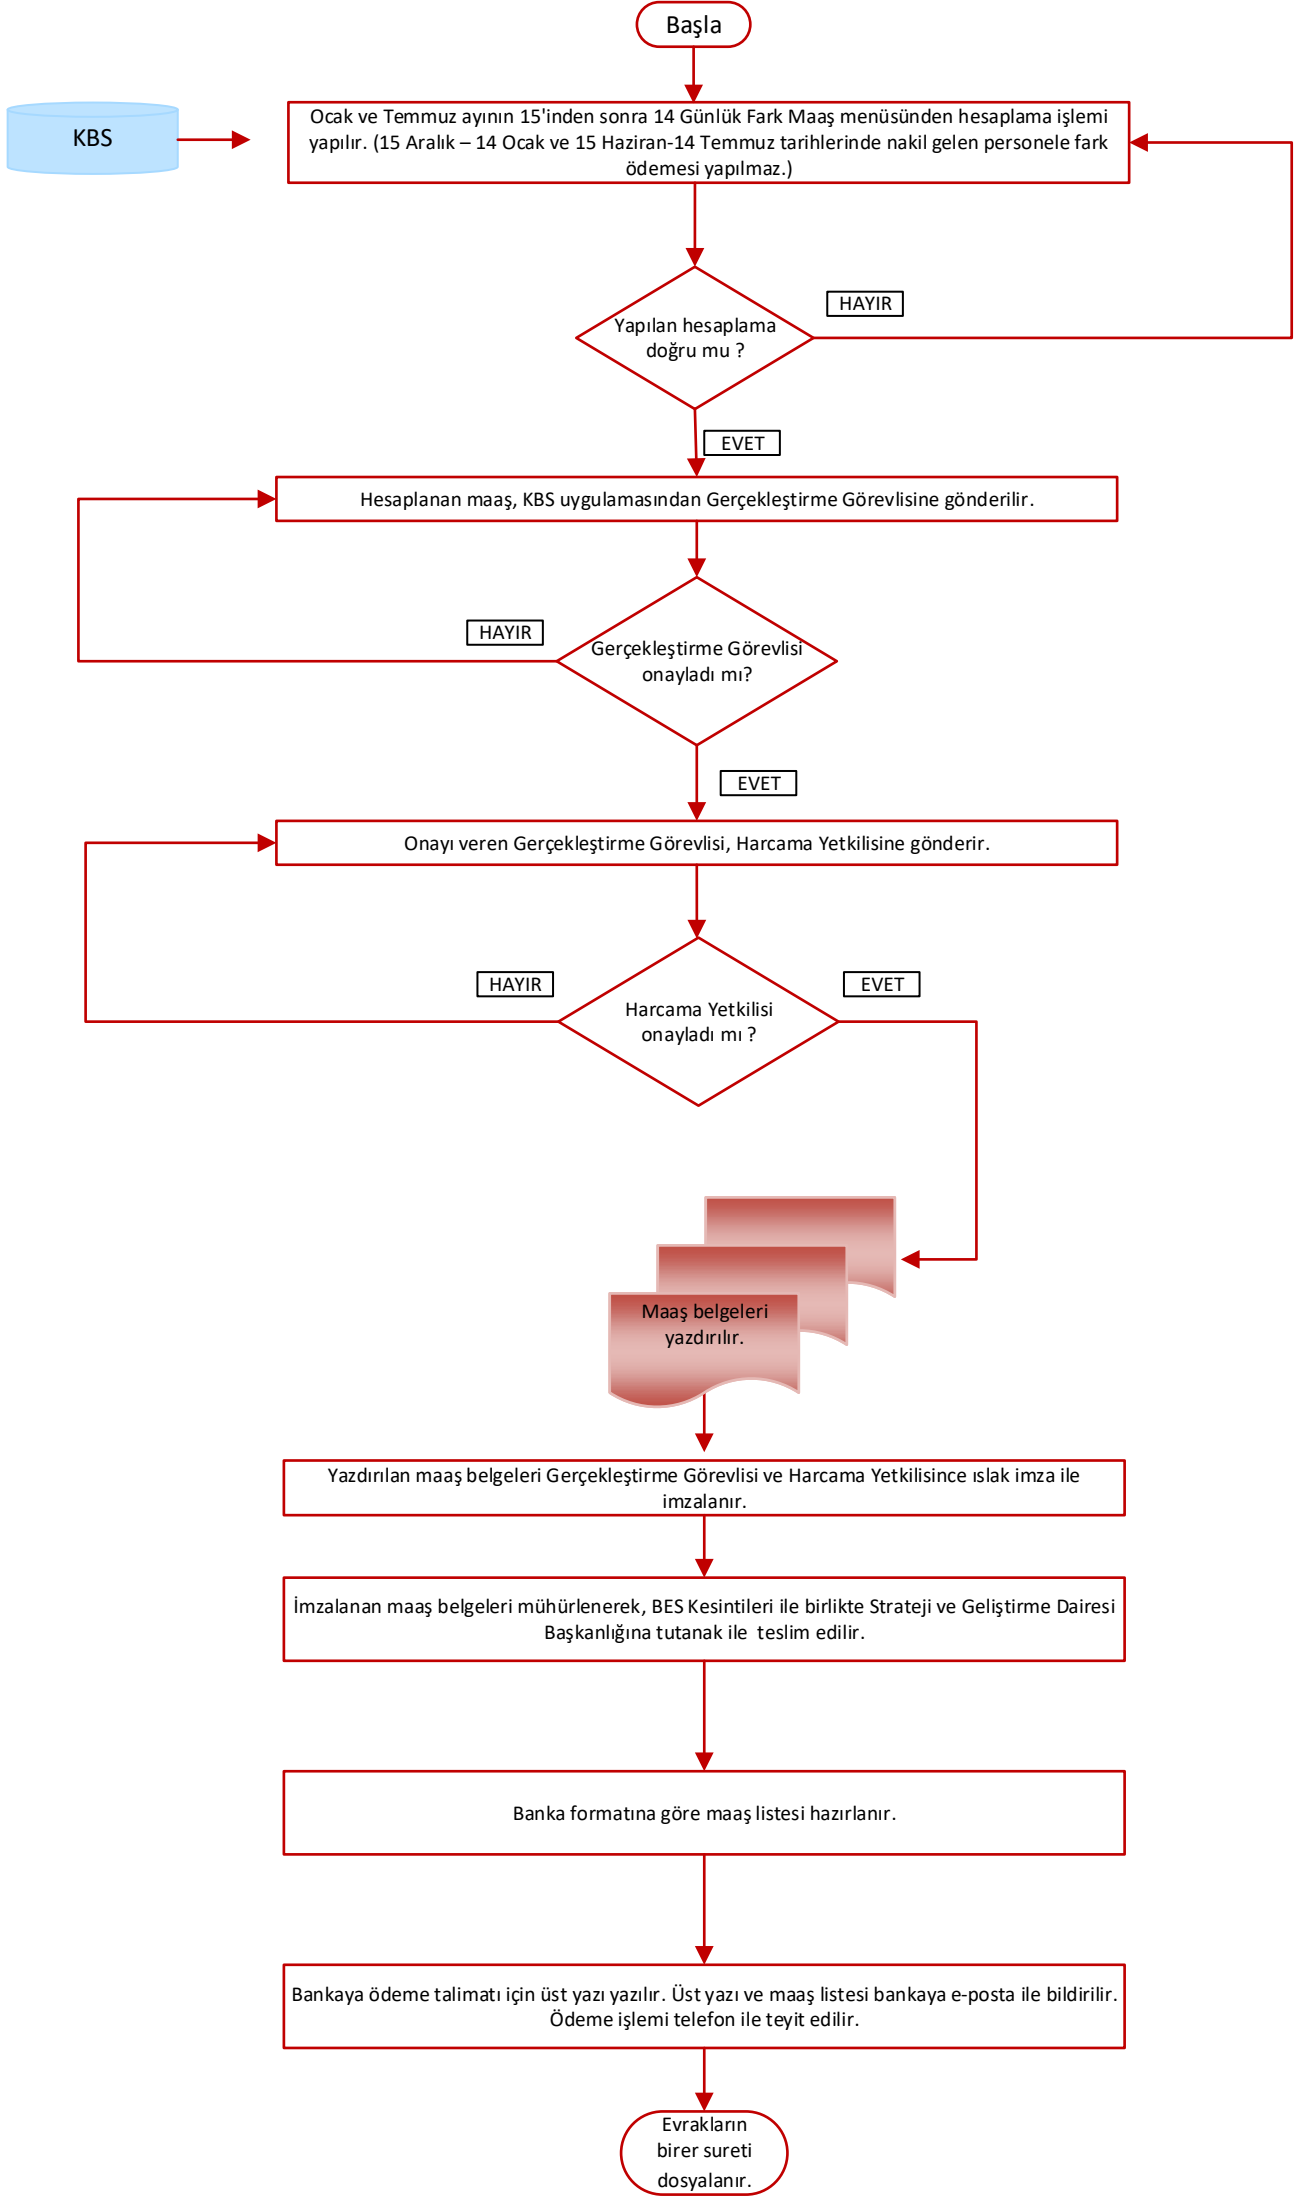 Başla
KBS
Ocak ve Temmuz ayının 15'inden sonra 14 Günlük Fark Maaş menüsünden hesaplama işlemi
yapılır. (15 Aralık – 14 Ocak ve 15 Haziran-14 Temmuz tarihlerinde nakil gelen personele fark
ödemesi yapılmaz.)
HAYIR
Yapılan hesaplama
doğru mu ?
EVET
Hesaplanan maaş, KBS uygulamasından Gerçekleştirme Görevlisine gönderilir.
HAYIR
Gerçekleştirme Görevlisi
onayladı mı?
EVET
Onayı veren Gerçekleştirme Görevlisi, Harcama Yetkilisine gönderir.
HAYIR
EVET
Harcama Yetkilisi
onayladı mı ?
Maaş belgeleri
yazdırılır.
Yazdırılan maaş belgeleri Gerçekleştirme Görevlisi ve Harcama Yetkilisince ıslak imza ile
imzalanır.
İmzalanan maaş belgeleri mühürlenerek, BES Kesintileri ile birlikte Strateji ve Geliştirme Dairesi
Başkanlığına tutanak ile  teslim edilir.
Banka formatına göre maaş listesi hazırlanır.
Bankaya ödeme talimatı için üst yazı yazılır. Üst yazı ve maaş listesi bankaya e-posta ile bildirilir.
Ödeme işlemi telefon ile teyit edilir.
Evrakların
birer sureti
dosyalanır.